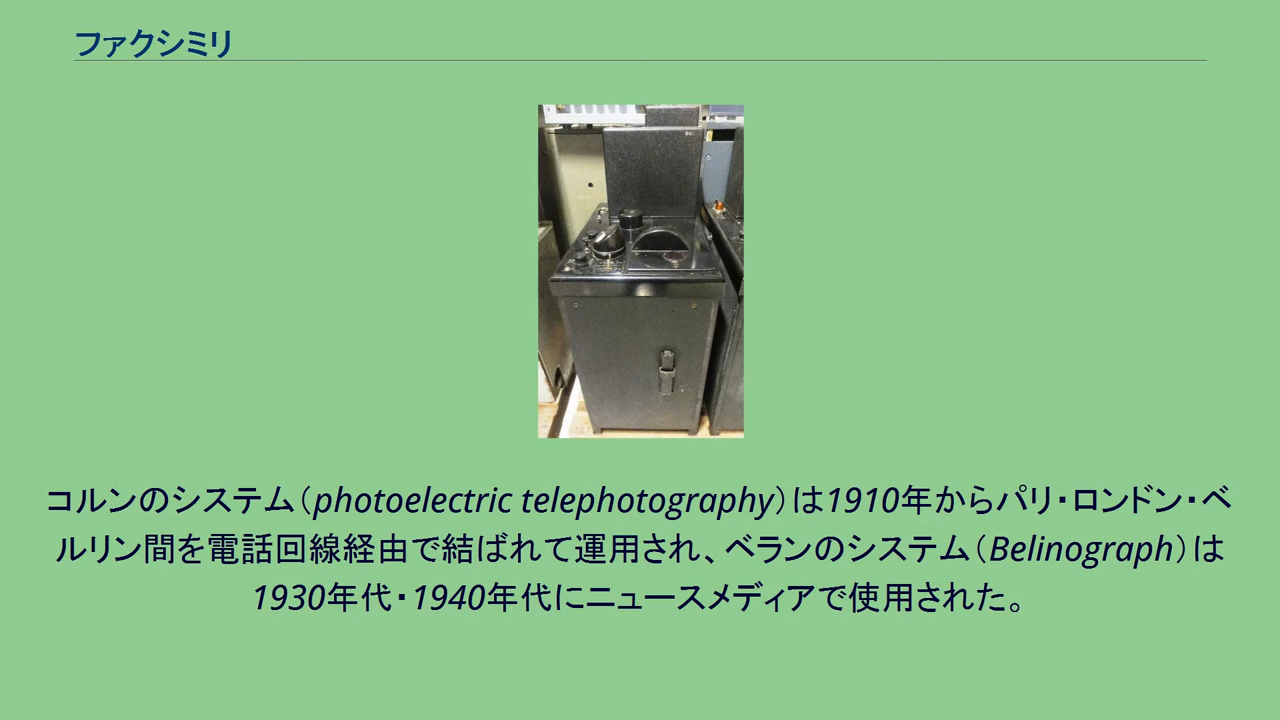 ファクシミリ
コルンのシステム（photoelectric telephotography）は1910年からパリ・ロンドン・ベ
ルリン間を電話回線経由で結ばれて運用され、ベランのシステム（Belinograph）は
1930年代・1940年代にニュースメディアで使用された。